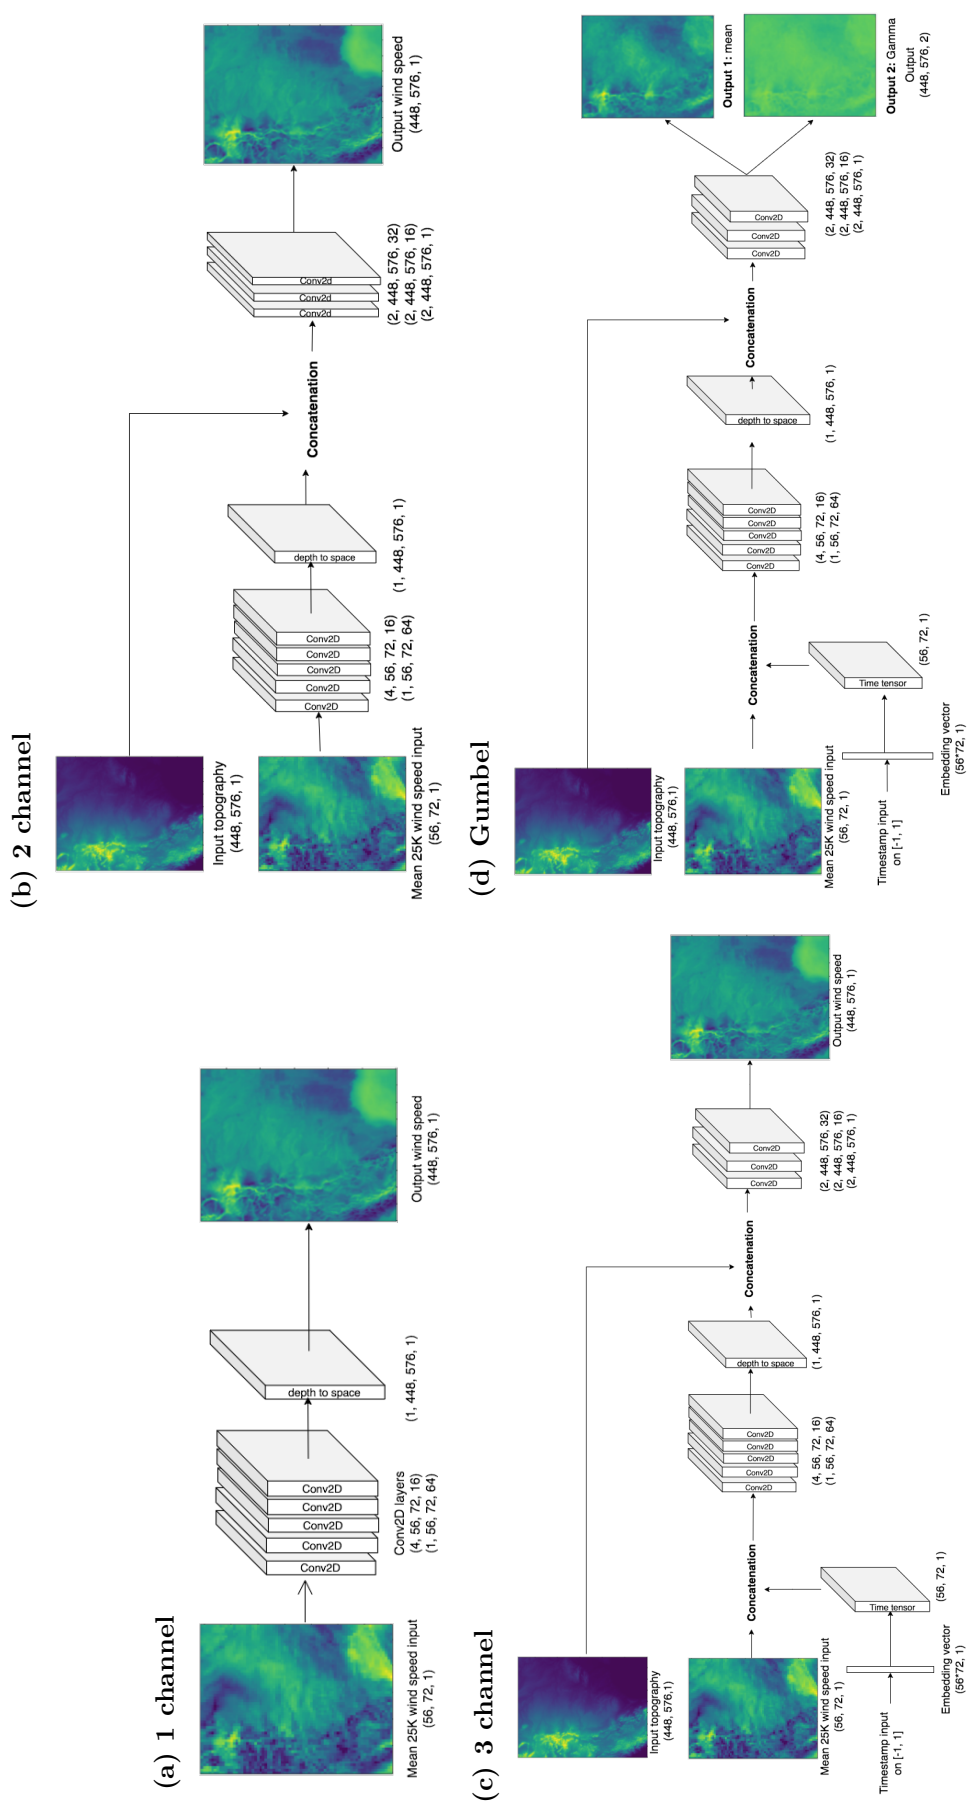 (a) 1 channel
Mean 25K wind speed input
(56, 72, 1)
Conv2D
Conv2D
Conv2D
Conv2D
Conv2D
Conv2D layers
(4, 56, 72, 16)
(1, 56, 72, 64)
depth to space
(1, 448, 576, 1)
Output wind speed
(448, 576, 1)
(b) 2 channel
Input topography
(448, 576, 1)
Mean 25K wind speed input
(56, 72, 1)
Conv2D
Conv2D
Conv2D
Conv2D
Conv2D
(4, 56, 72, 16)
(1, 56, 72, 64)
depth to space
(1, 448, 576, 1)
Concatenation
Conv2d
Conv2d
Conv2d
(2, 448, 576, 32)
(2, 448, 576, 16)
(2, 448, 576, 1)
Output wind speed
(448, 576, 1)
(c) 3 channel
Input topography
(448, 576,1)
Mean 25K wind speed input
(56, 72, 1)
Timestamp input
on [-1, 1]
Embedding vector
(56*72, 1)
Time tensor
(56, 72, 1)
Concatenation
Conv2D
Conv2D
Conv2D
Conv2D
Conv2D
(4, 56, 72, 16)
(1, 56, 72, 64)
depth to space
(1, 448, 576, 1)
Concatenation
Conv2D
Conv2D
Conv2D
(2, 448, 576, 32)
(2, 448, 576, 16)
(2, 448, 576, 1)
Output wind speed
(448, 576, 1)
(d) Gumbel
Input topography
(448, 576,1)
Mean 25K wind speed input
(56, 72, 1)
Timestamp input
on [-1, 1]
Embedding vector
(56*72, 1)
Time tensor
(56, 72, 1)
Concatenation
Conv2D
Conv2D
Conv2D
Conv2D
Conv2D
(4, 56, 72, 16)
(1, 56, 72, 64)
depth to space
(1, 448, 576, 1)
Concatenation
Conv2D
Conv2D
Conv2D
(2, 448, 576, 32)
(2, 448, 576, 16)
(2, 448, 576, 1)
Output 1: mean
Output 2: Gamma
Output
(448, 576, 2)